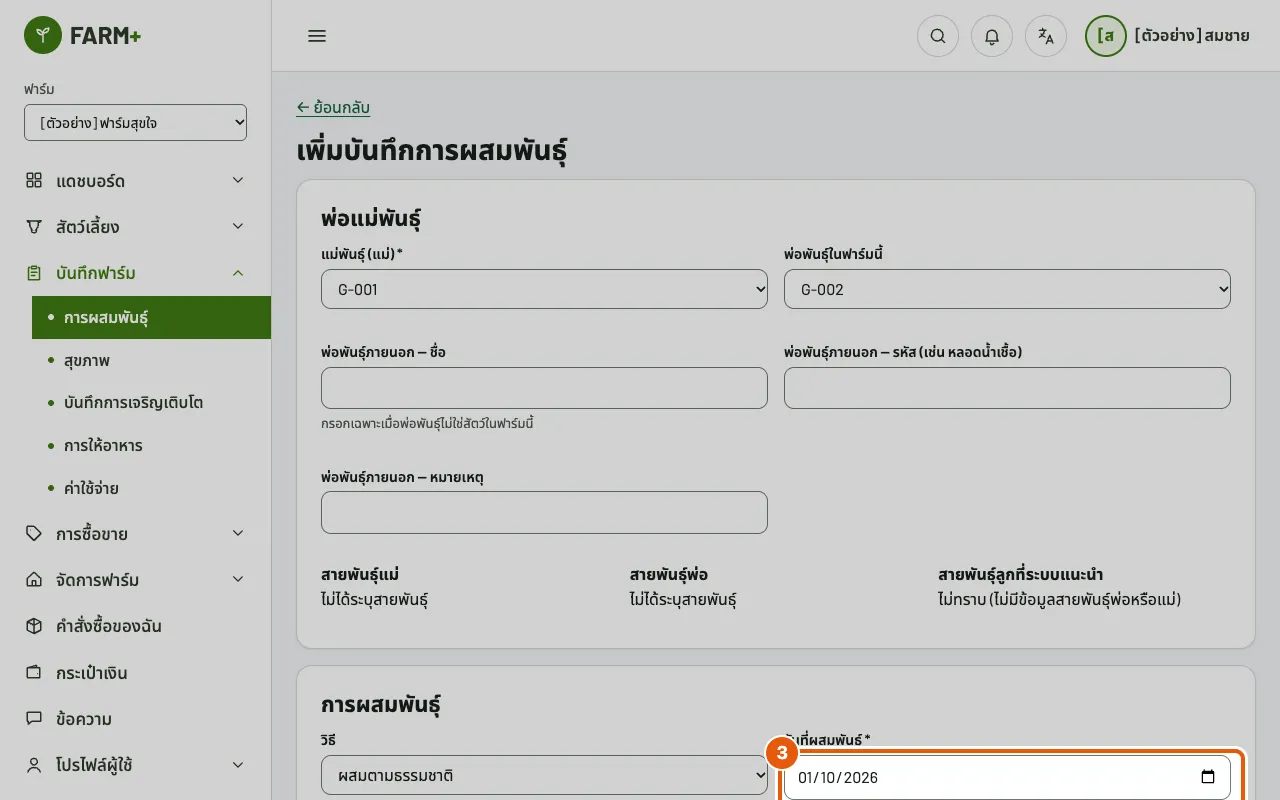 FARM+
[ส
[ตัวอย่าง]สมชาย
ฟาร์ม
[ตัวอย่าง]ฟาร์มสุขใจ
แดชบอร์ด
สัตว์เลี้ยง
บันทึกฟาร์ม
การผสมพันธุ์
สุขภาพ
บันทึกการเจริญเติบโต
การให้อาหาร
ค่าใช้จ่าย
การซื้อขาย
จัดการฟาร์ม
คำสั่งซื้อของฉัน
กระเป๋าเงิน
ข้อความ
โปรไฟล์ผู้ใช้
← ย้อนกลับ
เพิ่มบันทึกการผสมพันธุ์
พ่อแม่พันธุ์
แม่พันธุ์ (แม่) *
พ่อพันธุ์ในฟาร์มนี้
G-001
G-002
พ่อพันธุ์ภายนอก — ชื่อ
พ่อพันธุ์ภายนอก — รหัส (เช่น หลอดน้ำเชื้อ)
กรอกเฉพาะเมื่อพ่อพันธุ์ไม่ใช่สัตว์ในฟาร์มนี้
พ่อพันธุ์ภายนอก — หมายเหตุ
สายพันธุ์แม่
สายพันธุ์พ่อ
สายพันธุ์ลูกที่ระบบแนะนำ
ไม่ได้ระบุสายพันธุ์
ไม่ได้ระบุสายพันธุ์
ไม่ทราบ (ไม่มีข้อมูลสายพันธุ์พ่อหรือแม่)
การผสมพันธุ์
วิธี
วันที่ผสมพันธุ์ *
ผสมตามธรรมชาติ
3
01/10/2026